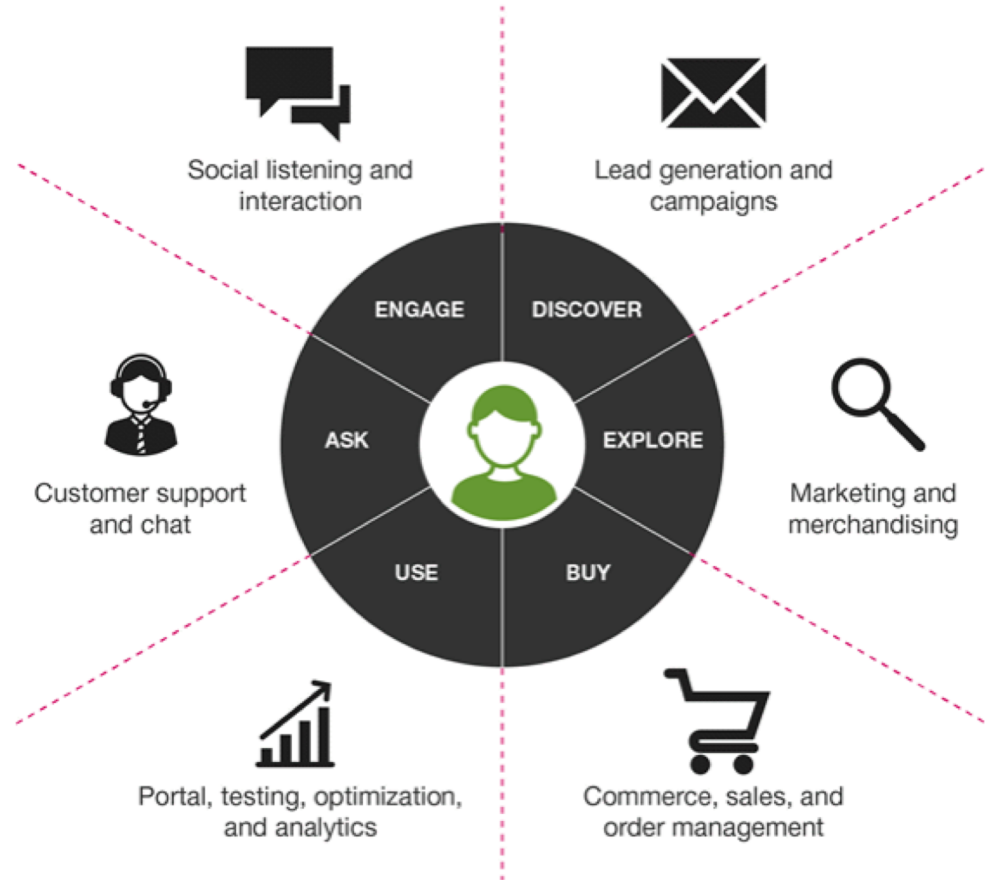 Social listening and
interaction
Lead generation and
campaigns
ENGAGE
DISCOVER
ASK
EXPLORE
Customer support
and chat
Marketing and
merchandising
USE
BUY
Portal, testing, optimization,
and analytics
Commerce, sales, and
order management